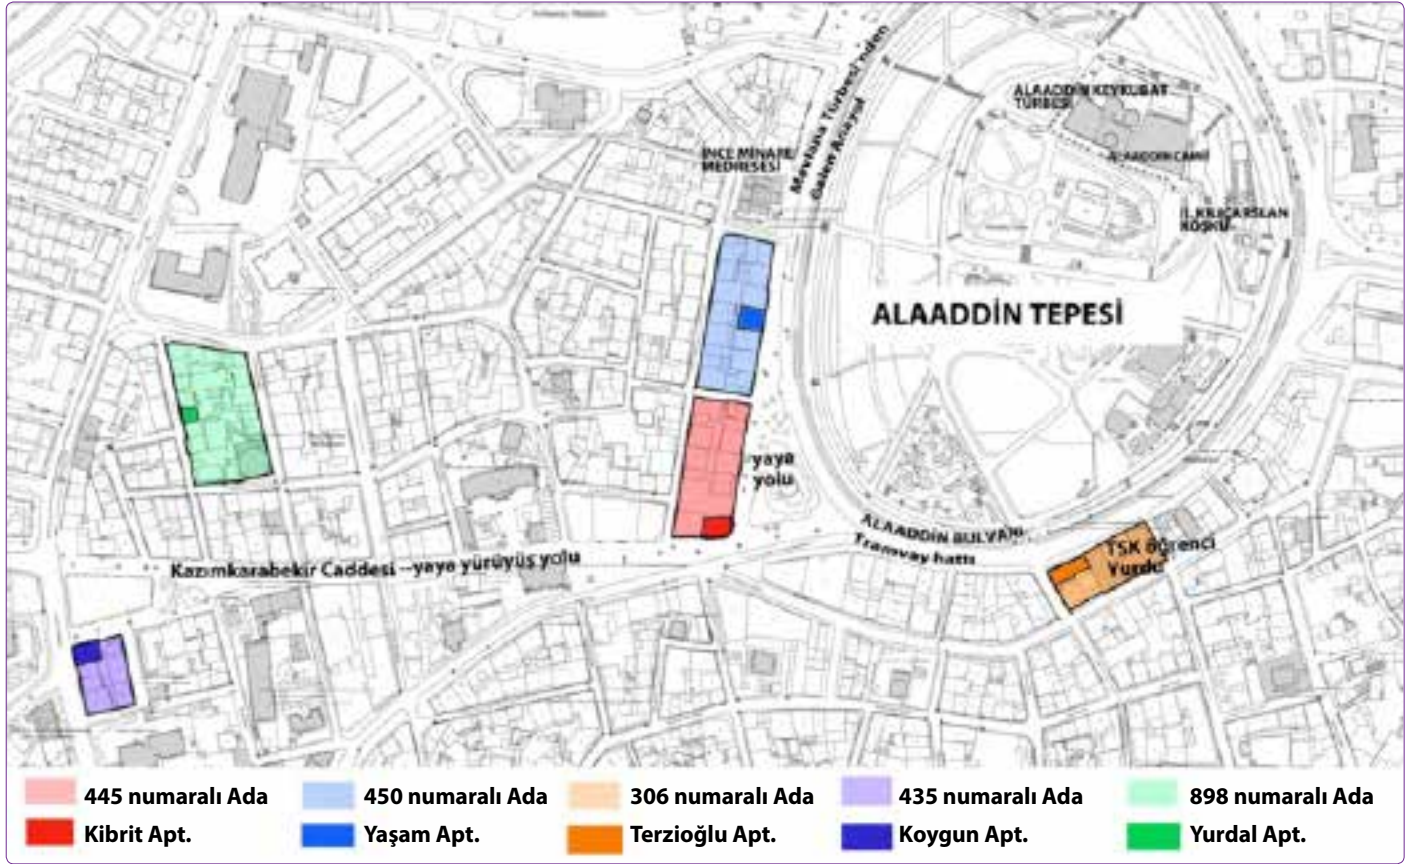 Mevlana Türbesi'nden
Gelen Anayol
ALAADDİN KEYKUBAT
TÜRBESİ
ALAADDİN CAMİİ
İNCE MİNARE
MEDRESESİ
II. KILIÇARSLAN
KÖŞKÜ
ALAADDİN TEPESİ
yaya
yolu
ALAADDİN BULVARI
Tramvay hattı
TSK öğrenci
Yurdu
Kazımkarabekir Caddesi --yaya yürüyüş yolu
445 numaralı Ada
450 numaralı Ada
306 numaralı Ada
435 numaralı Ada
898 numaralı Ada
Kibrit Apt.
Yaşam Apt.
Terzioğlu Apt.
Koygun Apt.
Yurdal Apt.